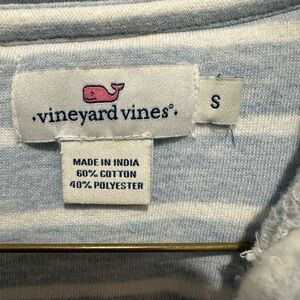 ·vineyard vines®·
S
MADE IN INDIA
60% COTTON
40% POLYESTER